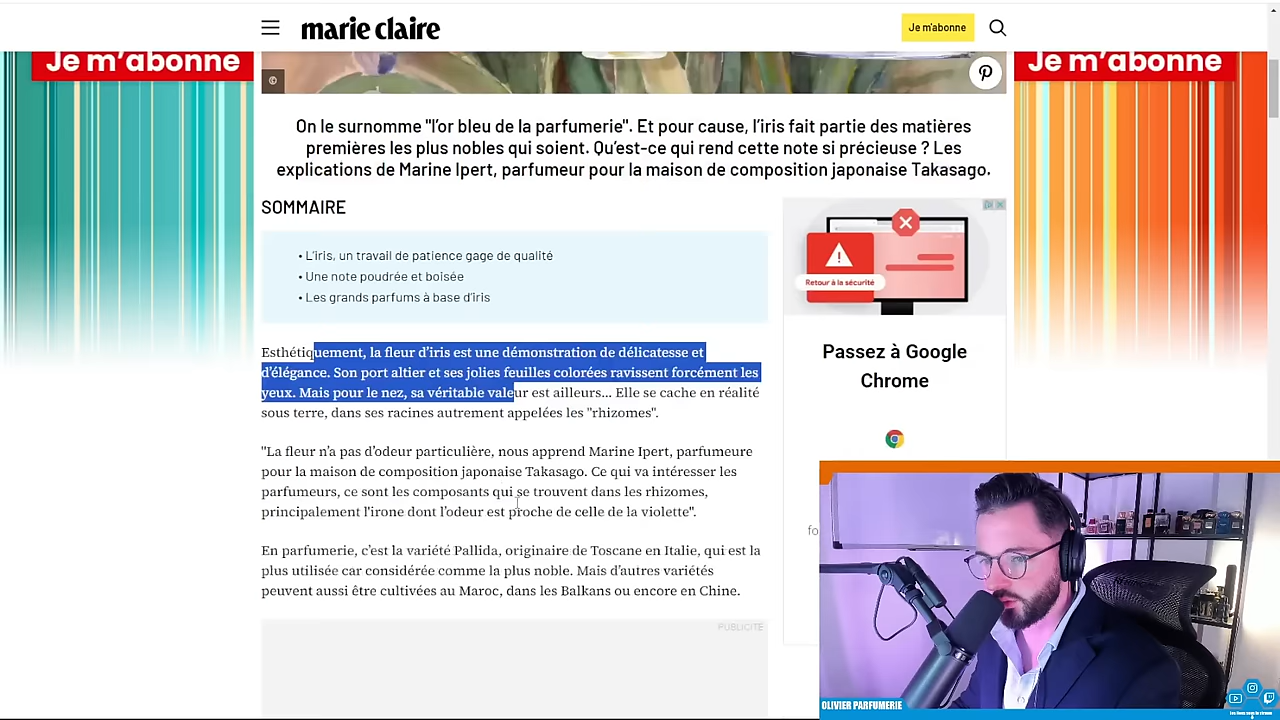 marie claire
Je m'abonne
Je m’abonne
Je m’abonne
©
On le surnomme "l’or bleu de la parfumerie". Et pour cause, l’iris fait partie des matières
premières les plus nobles qui soient. Qu’est-ce qui rend cette note si précieuse ? Les
explications de Marine Ipert, parfumeur pour la maison de composition japonaise Takasago.
SOMMAIRE
• L’iris, un travail de patience gage de qualité
• Une note poudrée et boisée
• Les grands parfums à base d’iris
Esthétiquement, la fleur d’iris est une démonstration de délicatesse et
d’élégance. Son port altier et ses jolies feuilles colorées ravissent forcément les
yeux. Mais pour le nez, sa véritable valeur est ailleurs... Elle se cache en réalité
sous terre, dans ses racines autrement appelées les "rhizomes".
"La fleur n’a pas d’odeur particulière, nous apprend Marine Ipert, parfumeure
pour la maison de composition japonaise Takasago. Ce qui va intéresser les
parfumeurs, ce sont les composants qui se trouvent dans les rhizomes,
principalement l’irone dont l’odeur est proche de celle de la violette".
En parfumerie, c’est la variété Pallida, originaire de Toscane en Italie, qui est la
plus utilisée car considérée comme la plus noble. Mais d’autres variétés
peuvent aussi être cultivées au Maroc, dans les Balkans ou encore en Chine.
PUBLICITÉ
Retour à la sécurité
Passez à Google
Chrome
fo
OLIVIER PARFUMERIE